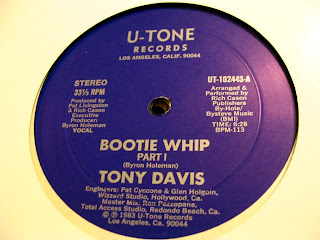 U-TONE
RECORDS
LOS ANGELES, CALIF. 90044
STEREO
33⅓ RPM
Produced by
Pat Livingston
& Rich Cason
Executive
Producer:
Byron Holeman
VOCAL
UT-102443-A
Arranged &
Performed by
Rich Cason
Publishers
By-Hole/
Bysteve Music
(BMI)
TIME: 6:28
BPM-113
BOOTIE WHIP
PART I
(Byron Holeman)
TONY DAVIS
Engineers: Pat Cyccone & Glen Holguin,
Wizzard Studio, Hollywood, Ca.
Master Mix: Ron Pazzopane,
Total Access Studio, Redondo Beach, Ca.
© ℗ 1983 U-Tone Records
Los Angeles, Ca. 90044